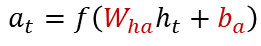 a_t = f(W_{ha}h_t + b_a)